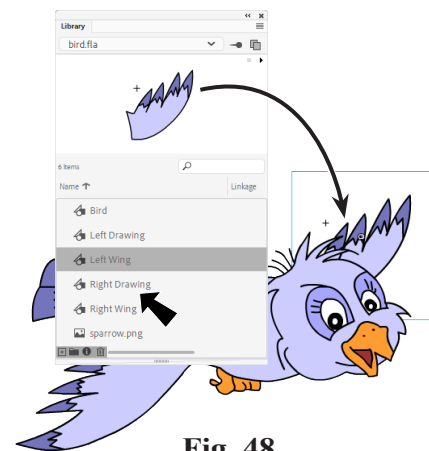 Library
bird.fla
6 items
Name Linkage
Bird
Left Drawing
Left Wing
Right Drawing
Right Wing
sparrow.png
Fig. 48